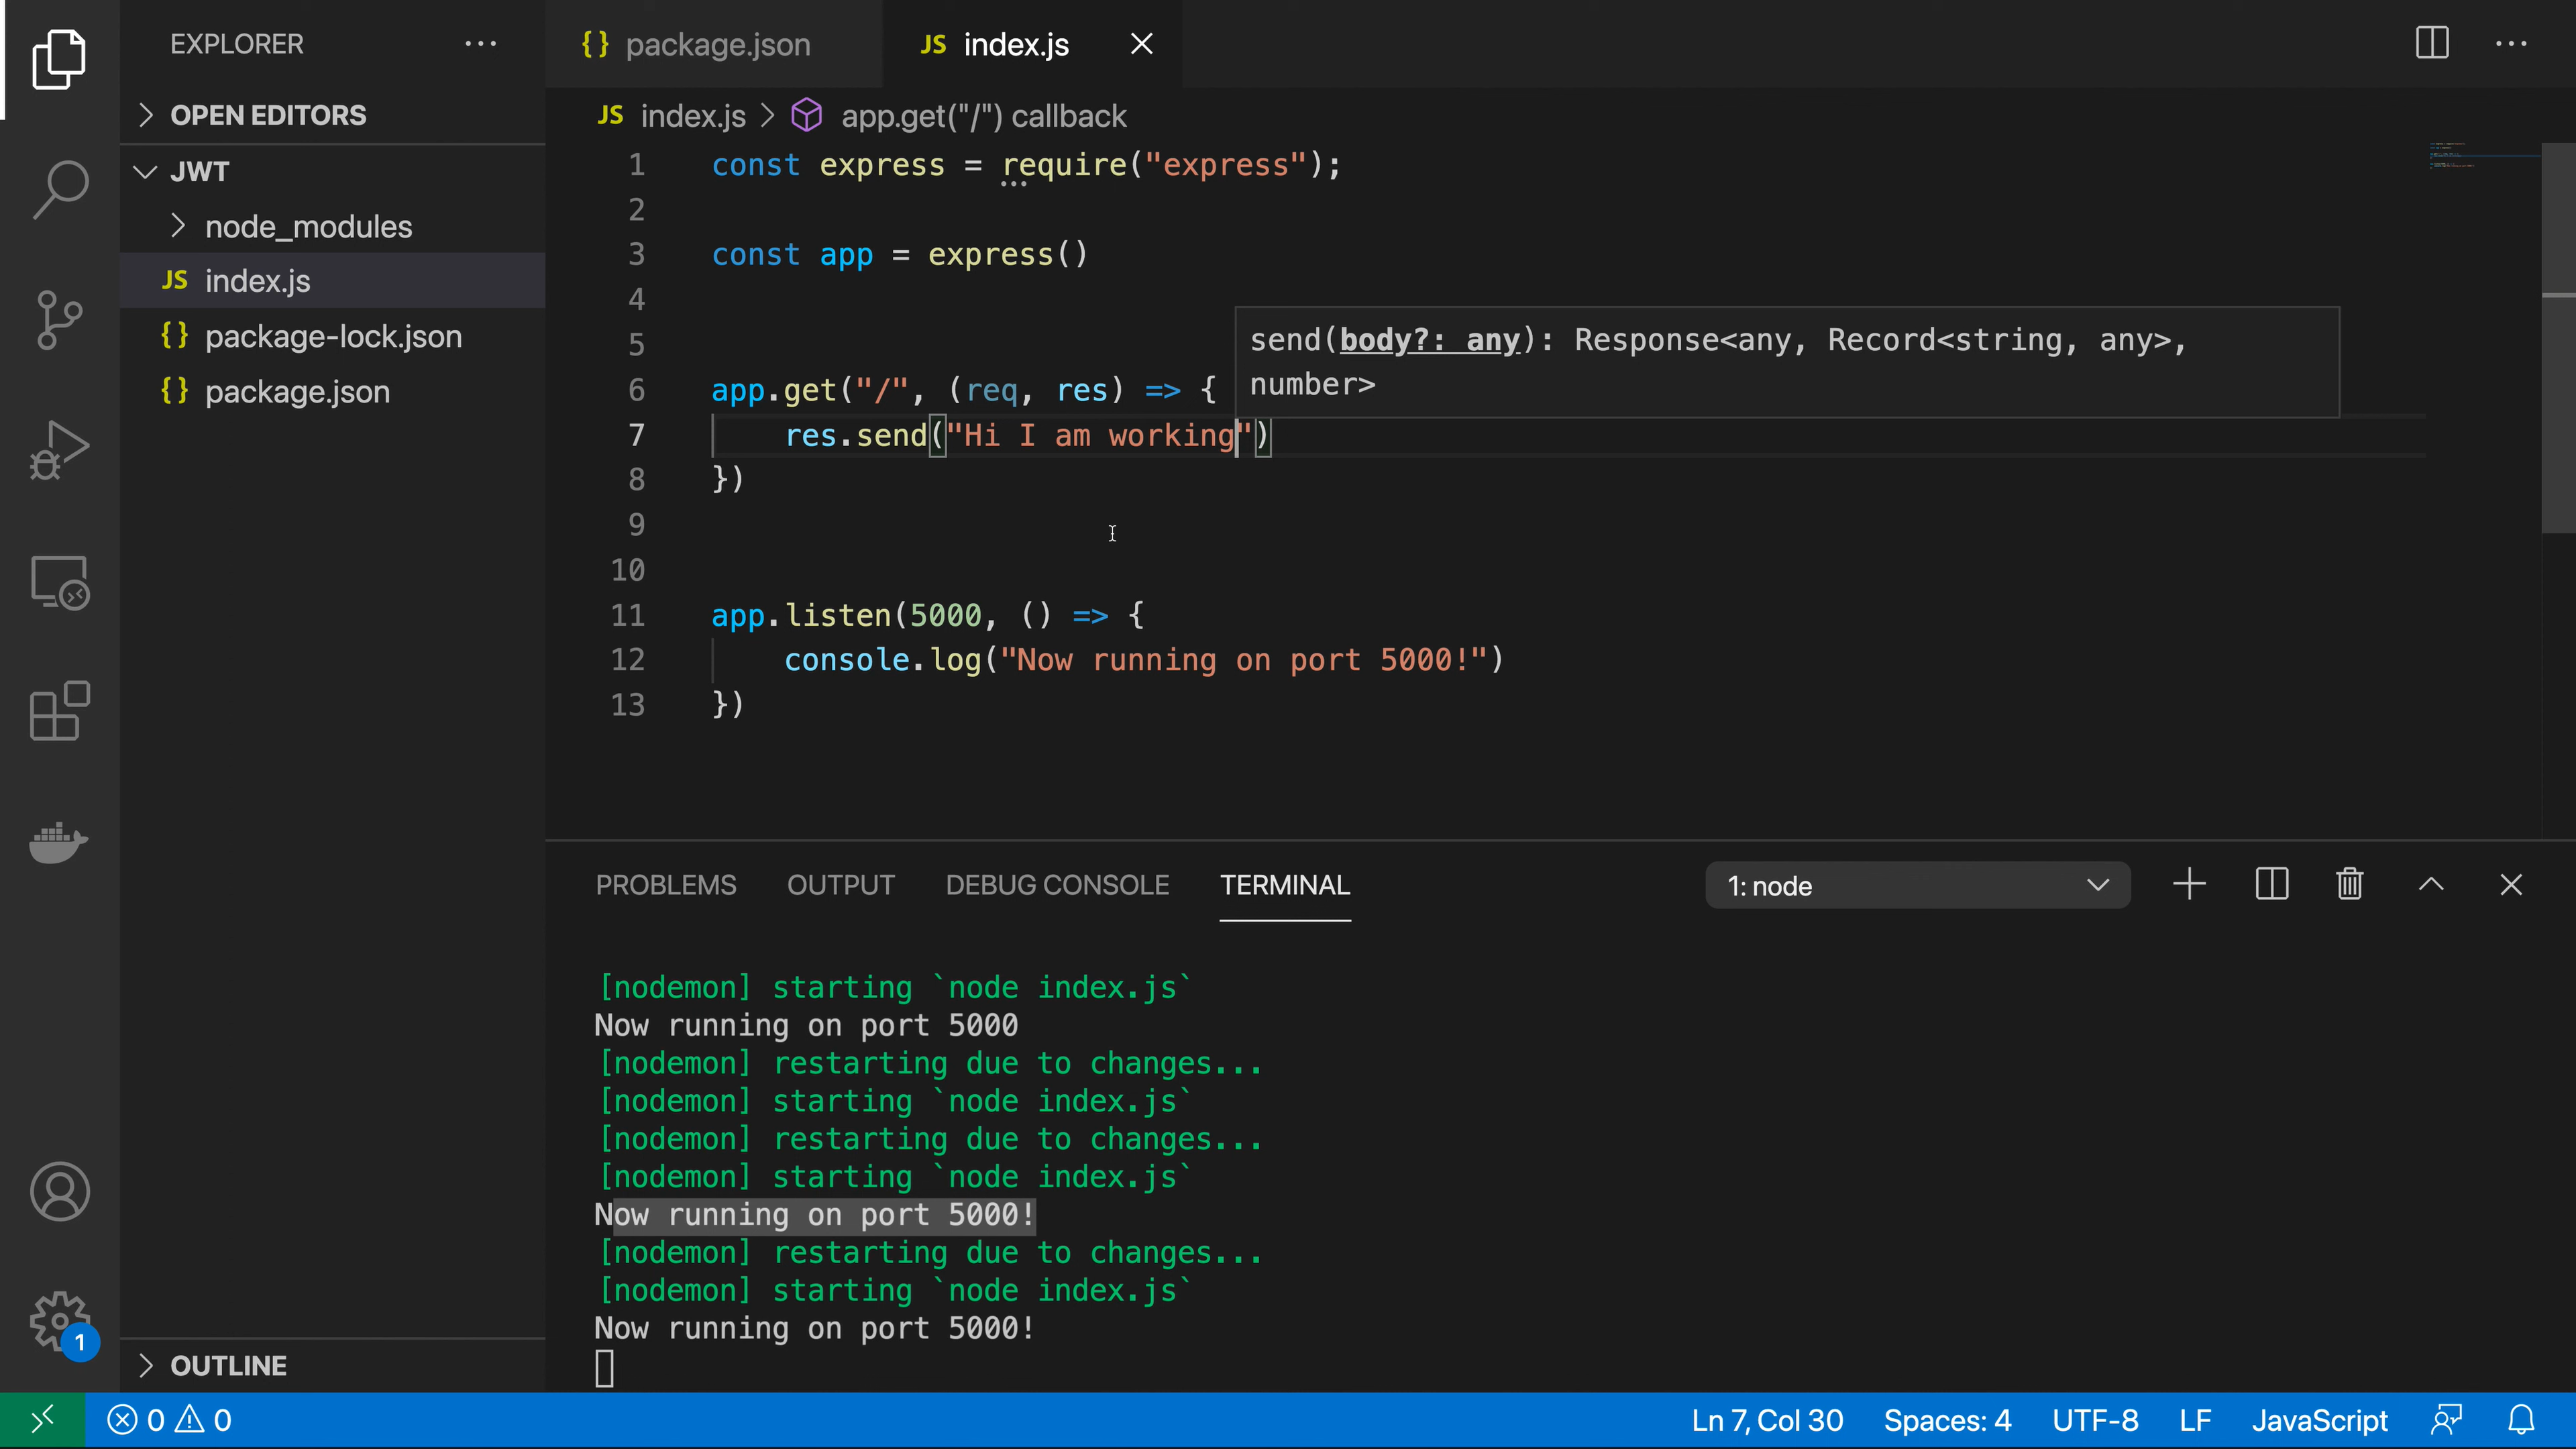 EXPLORER
OPEN EDITORS
JWT
node_modules
JS index.js
{} package-lock.json
{} package.json
OUTLINE
{} package.json
JS index.js
JS index.js > app.get("/") callback
1 const express = require("express");
2
3 const app = express()
4
5
6 app.get("/", (req, res) => {
7 res.send("Hi I am working")
8 })
9
10
11 app.listen(5000, () => {
12 console.log("Now running on port 5000!")
13 })
send(body?: any): Response<any, Record<string, any>,
number>
PROBLEMS OUTPUT DEBUG CONSOLE TERMINAL 1: node
[nodemon] starting `node index.js`
Now running on port 5000
[nodemon] restarting due to changes...
[nodemon] starting `node index.js`
[nodemon] restarting due to changes...
[nodemon] starting `node index.js`
Now running on port 5000!
[nodemon] restarting due to changes...
[nodemon] starting `node index.js`
Now running on port 5000!
1
0 0 Ln 7, Col 30 Spaces: 4 UTF-8 LF JavaScript